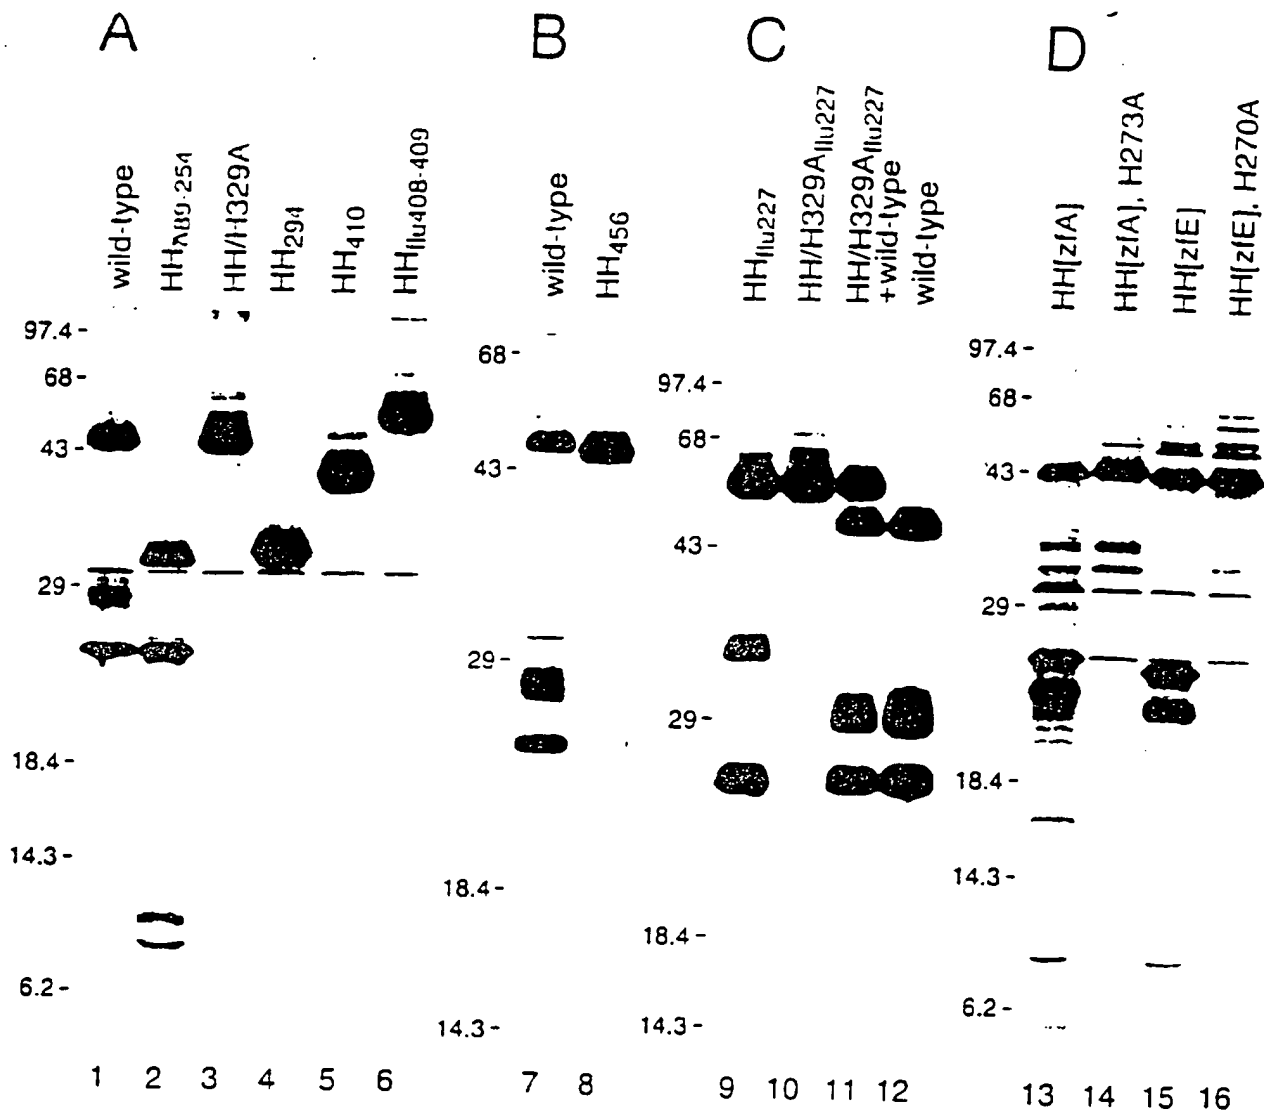 A
wild-type
HHΔ89-254
HH/H329A
HH294
HH410
HHflu408-409
97.4 -
68 -
43 -
29 -
18.4 -
14.3 -
6.2 -
1 2 3 4 5 6
B
wild-type
HH456
68 -
43 -
29 -
18.4 -
14.3 -
7 8
C
HHflu227
HH/H329Aflu227
HH/H329Aflu227
+wild-type
wild-type
97.4 -
68 -
43 -
29 -
18.4 -
14.3 -
9 10 11 12
D
HH[zfA]
HH[zfA], H273A
HH[zfE]
HH[zfE], H270A
97.4 -
68 -
43 -
29 -
18.4 -
14.3 -
6.2 -
13 14 15 16